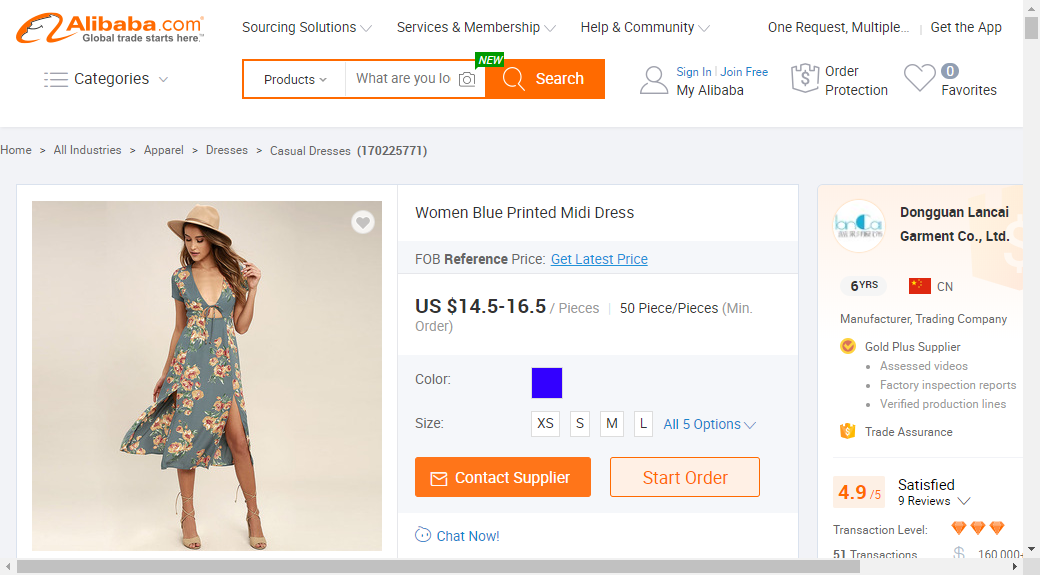 Alibaba.com
Global trade starts here.™
Sourcing Solutions
Services & Membership
Help & Community
One Request, Multiple...
Get the App
Categories
Products
What are you lo
NEW
Search
Sign In | Join Free
My Alibaba
Order
Protection
0
Favorites
Home > All Industries > Apparel > Dresses > Casual Dresses (170225771)
Women Blue Printed Midi Dress
FOB Reference Price: Get Latest Price
US $14.5-16.5 / Pieces | 50 Piece/Pieces (Min.
Order)
Color:
Size:
XS
S
M
L
All 5 Options
Contact Supplier
Start Order
Chat Now!
Dongguan Lancai
Garment Co., Ltd.
6YRS
CN
Manufacturer, Trading Company
Gold Plus Supplier
Assessed videos
Factory inspection reports
Verified production lines
Trade Assurance
4.9 /5
Satisfied
9 Reviews
Transaction Level:
51 Transactions
160,000+